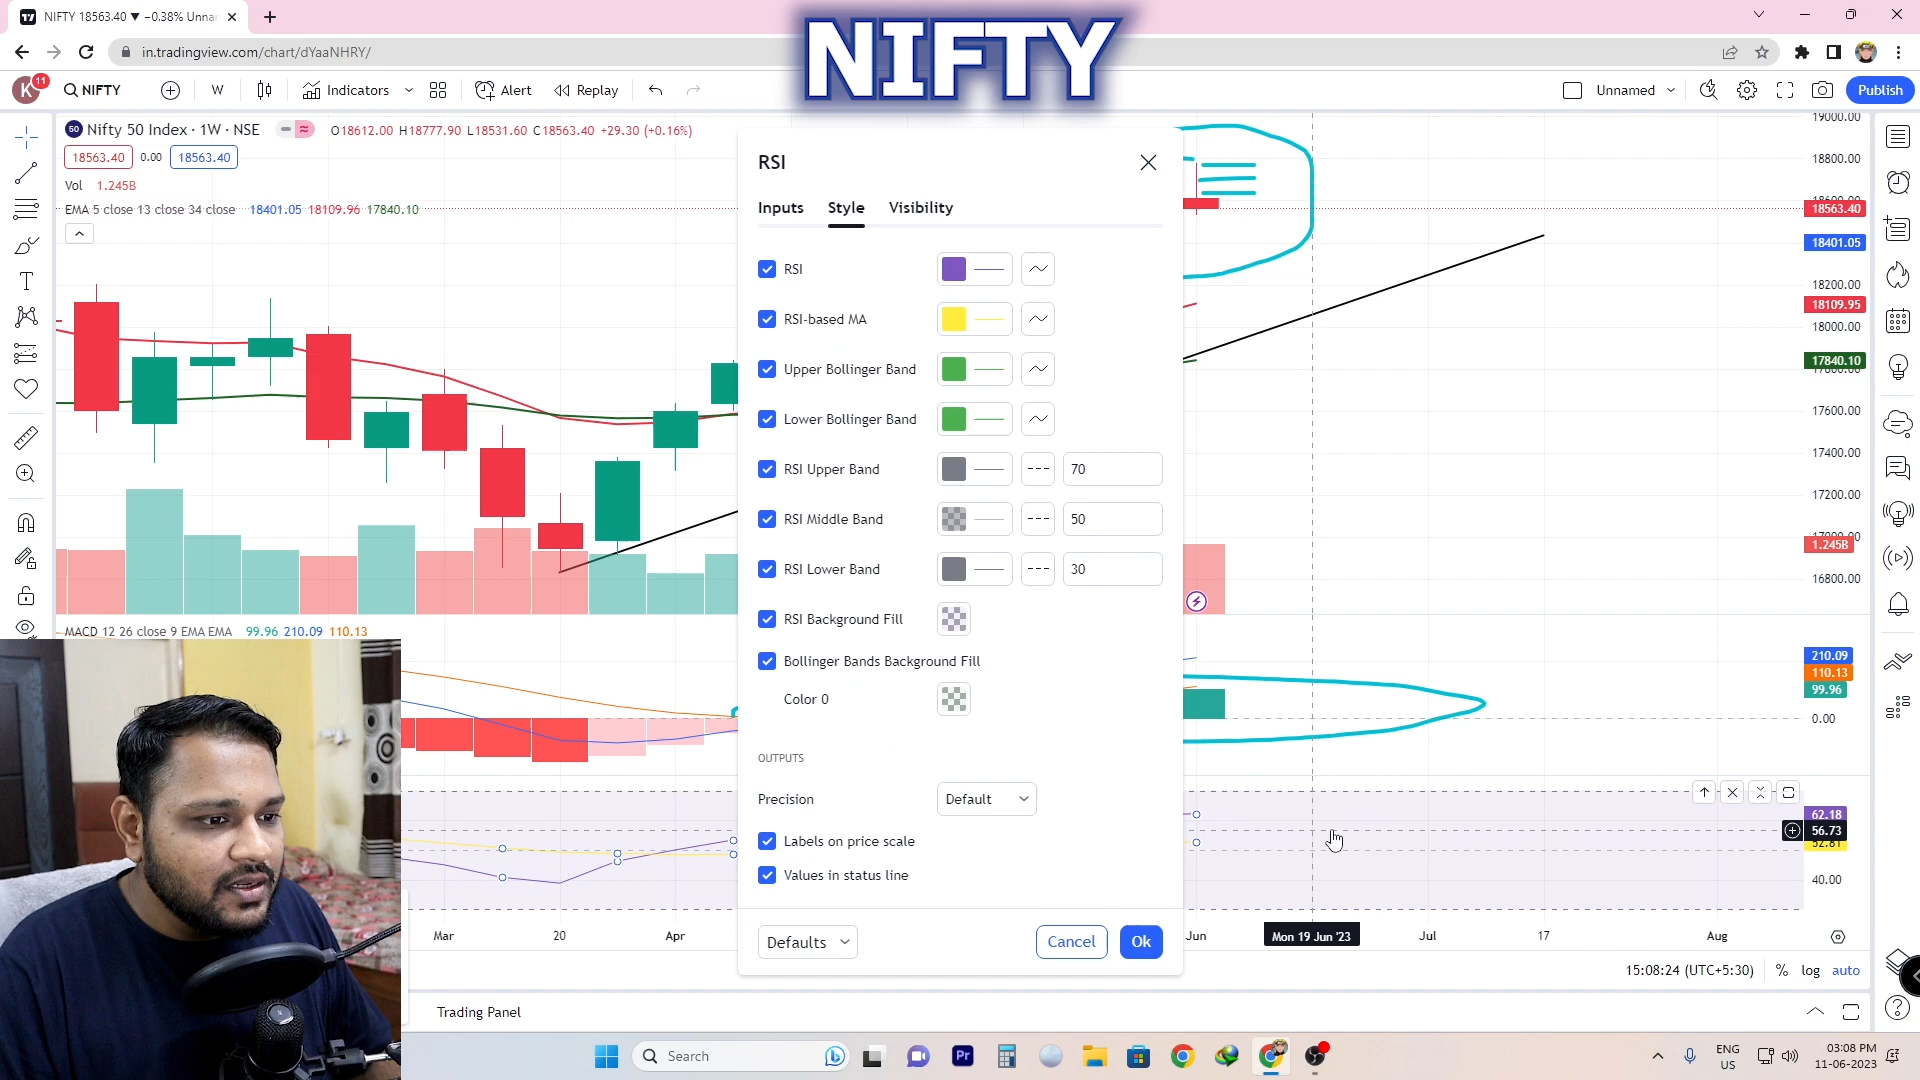 NIFTY 18563.40 ▼ −0.38% Unna
NIFTY
in.tradingview.com/chart/dYaaNHRY/
K
11
NIFTY
W
Indicators
Alert
Replay
Unnamed
Publish
50 Nifty 50 Index · 1W · NSE
O18612.00 H18777.90 L18531.60 C18563.40 +29.30 (+0.16%)
18563.40 0.00 18563.40
Vol 1.245B
EMA 5 close 13 close 34 close 18401.05 18109.96 17840.10
RSI
Inputs
Style
Visibility
RSI
RSI-based MA
Upper Bollinger Band
Lower Bollinger Band
RSI Upper Band 70
RSI Middle Band 50
RSI Lower Band 30
RSI Background Fill
Bollinger Bands Background Fill
Color 0
OUTPUTS
Precision Default
Labels on price scale
Values in status line
Defaults
Cancel
Ok
19000.00
18800.00
18563.40
18401.05
18200.00
18109.95
18000.00
17840.10
17600.00
17400.00
17200.00
1.245B
16800.00
MACD 12 26 close 9 EMA EMA 99.96 210.09 110.13
210.09
110.13
99.96
0.00
62.18
56.73
52.81
40.00
Mar 20 Apr Jun Mon 19 Jun '23 Jul 17 Aug
15:08:24 (UTC+5:30) % log auto
Trading Panel
Search
Pr
ENG
US
03:08 PM
11-06-2023